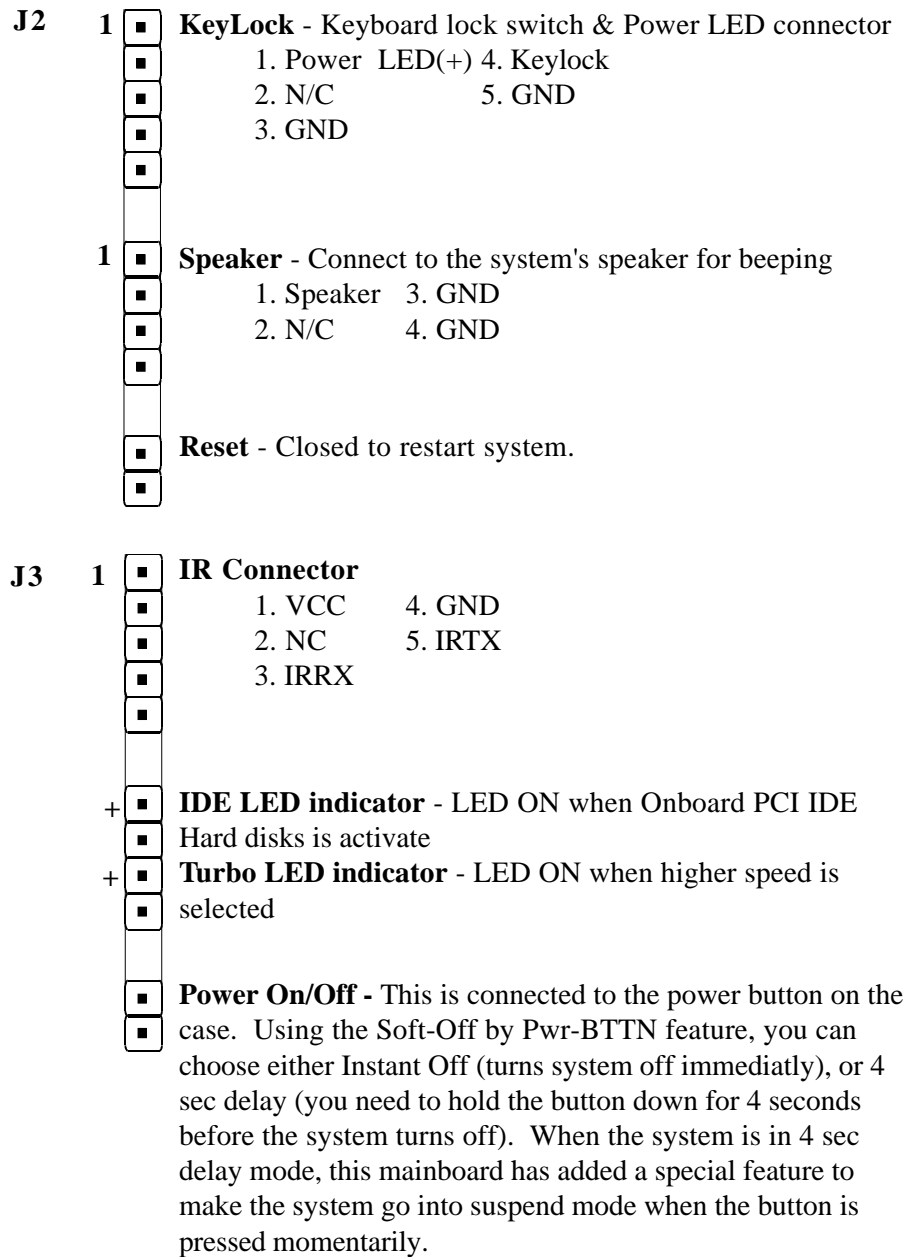 J2 1 KeyLock - Keyboard lock switch & Power LED connector
1. Power LED(+) 4. Keylock
2. N/C 5. GND
3. GND
1 Speaker - Connect to the system's speaker for beeping
1. Speaker 3. GND
2. N/C 4. GND
Reset - Closed to restart system.
J3 1 IR Connector
1. VCC 4. GND
2. NC 5. IRTX
3. IRRX
+ IDE LED indicator - LED ON when Onboard PCI IDE
Hard disks is activate
+ Turbo LED indicator - LED ON when higher speed is
selected
Power On/Off - This is connected to the power button on the
case. Using the Soft-Off by Pwr-BTTN feature, you can
choose either Instant Off (turns system off immediatly), or 4
sec delay (you need to hold the button down for 4 seconds
before the system turns off). When the system is in 4 sec
delay mode, this mainboard has added a special feature to
make the system go into suspend mode when the button is
pressed momentarily.